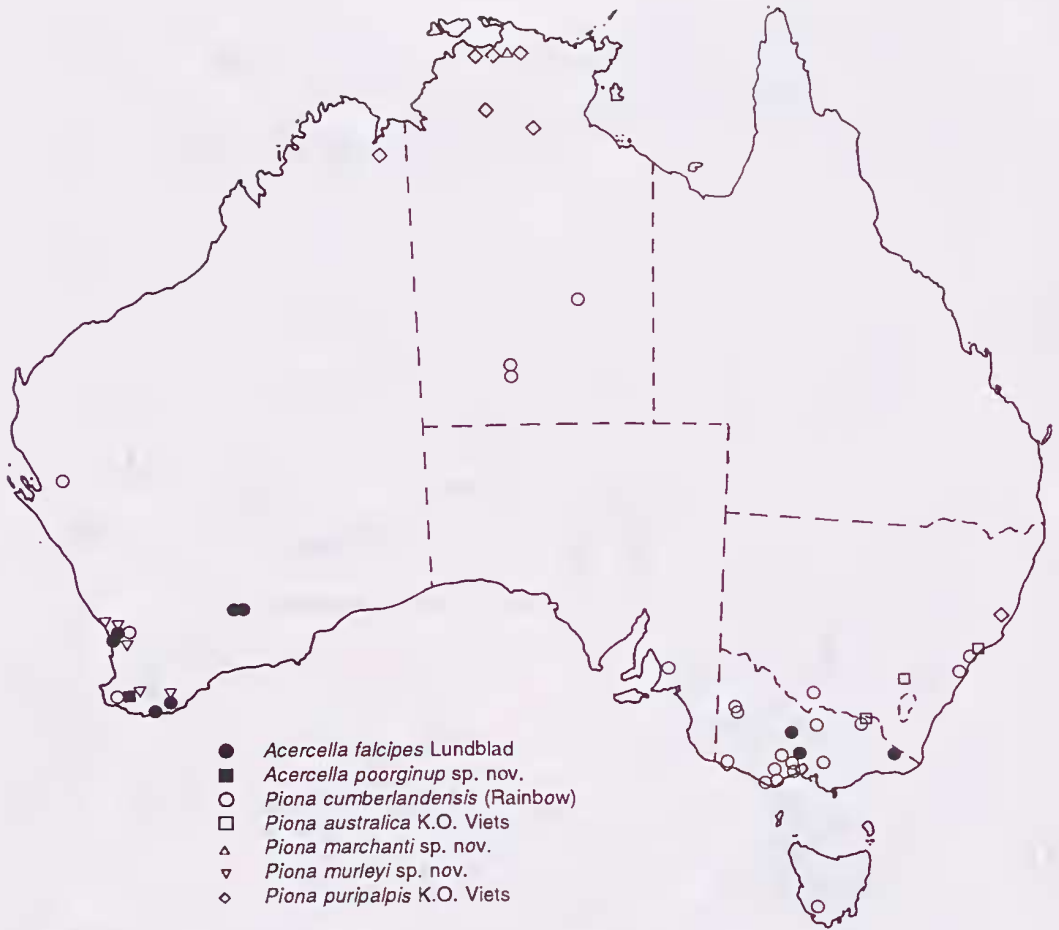 Acercella falcipes Lundblad
Acercella poorginup sp. nov.
Piona cumberlandensis (Rainbow)
Piona australica K.O. Viets
Piona marchanti sp. nov.
Piona murleyi sp. nov.
Piona puripalpis K.O. Viets